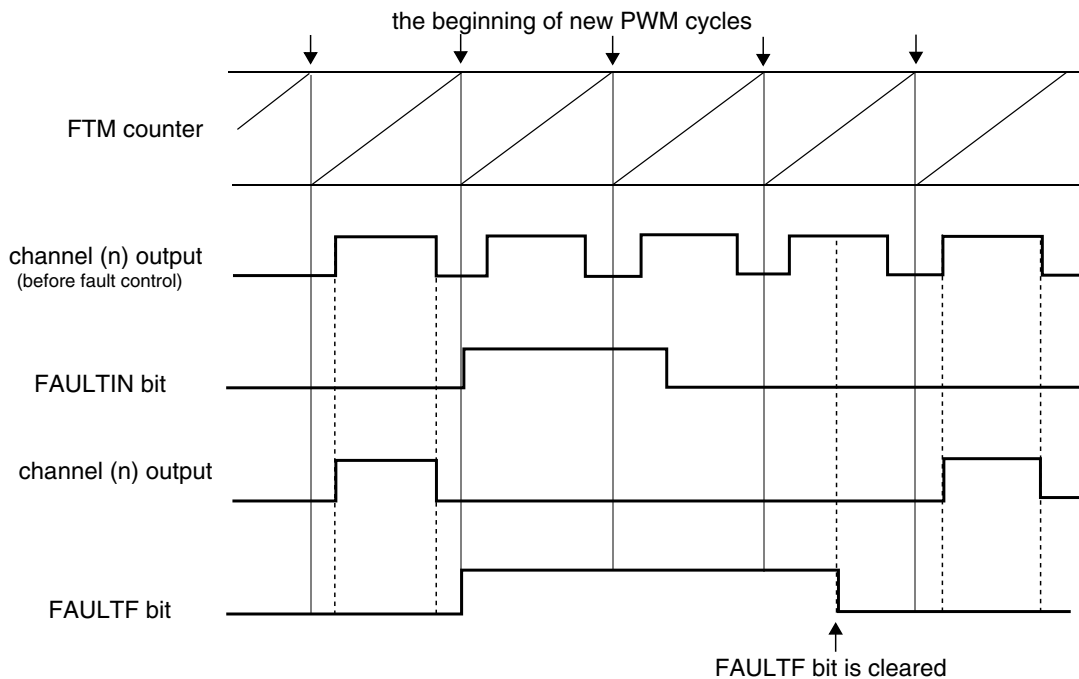 the beginning of new PWM cycles
FTM counter
channel (n) output
(before fault control)
FAULTIN bit
channel (n) output
FAULTF bit
FAULTF bit is cleared